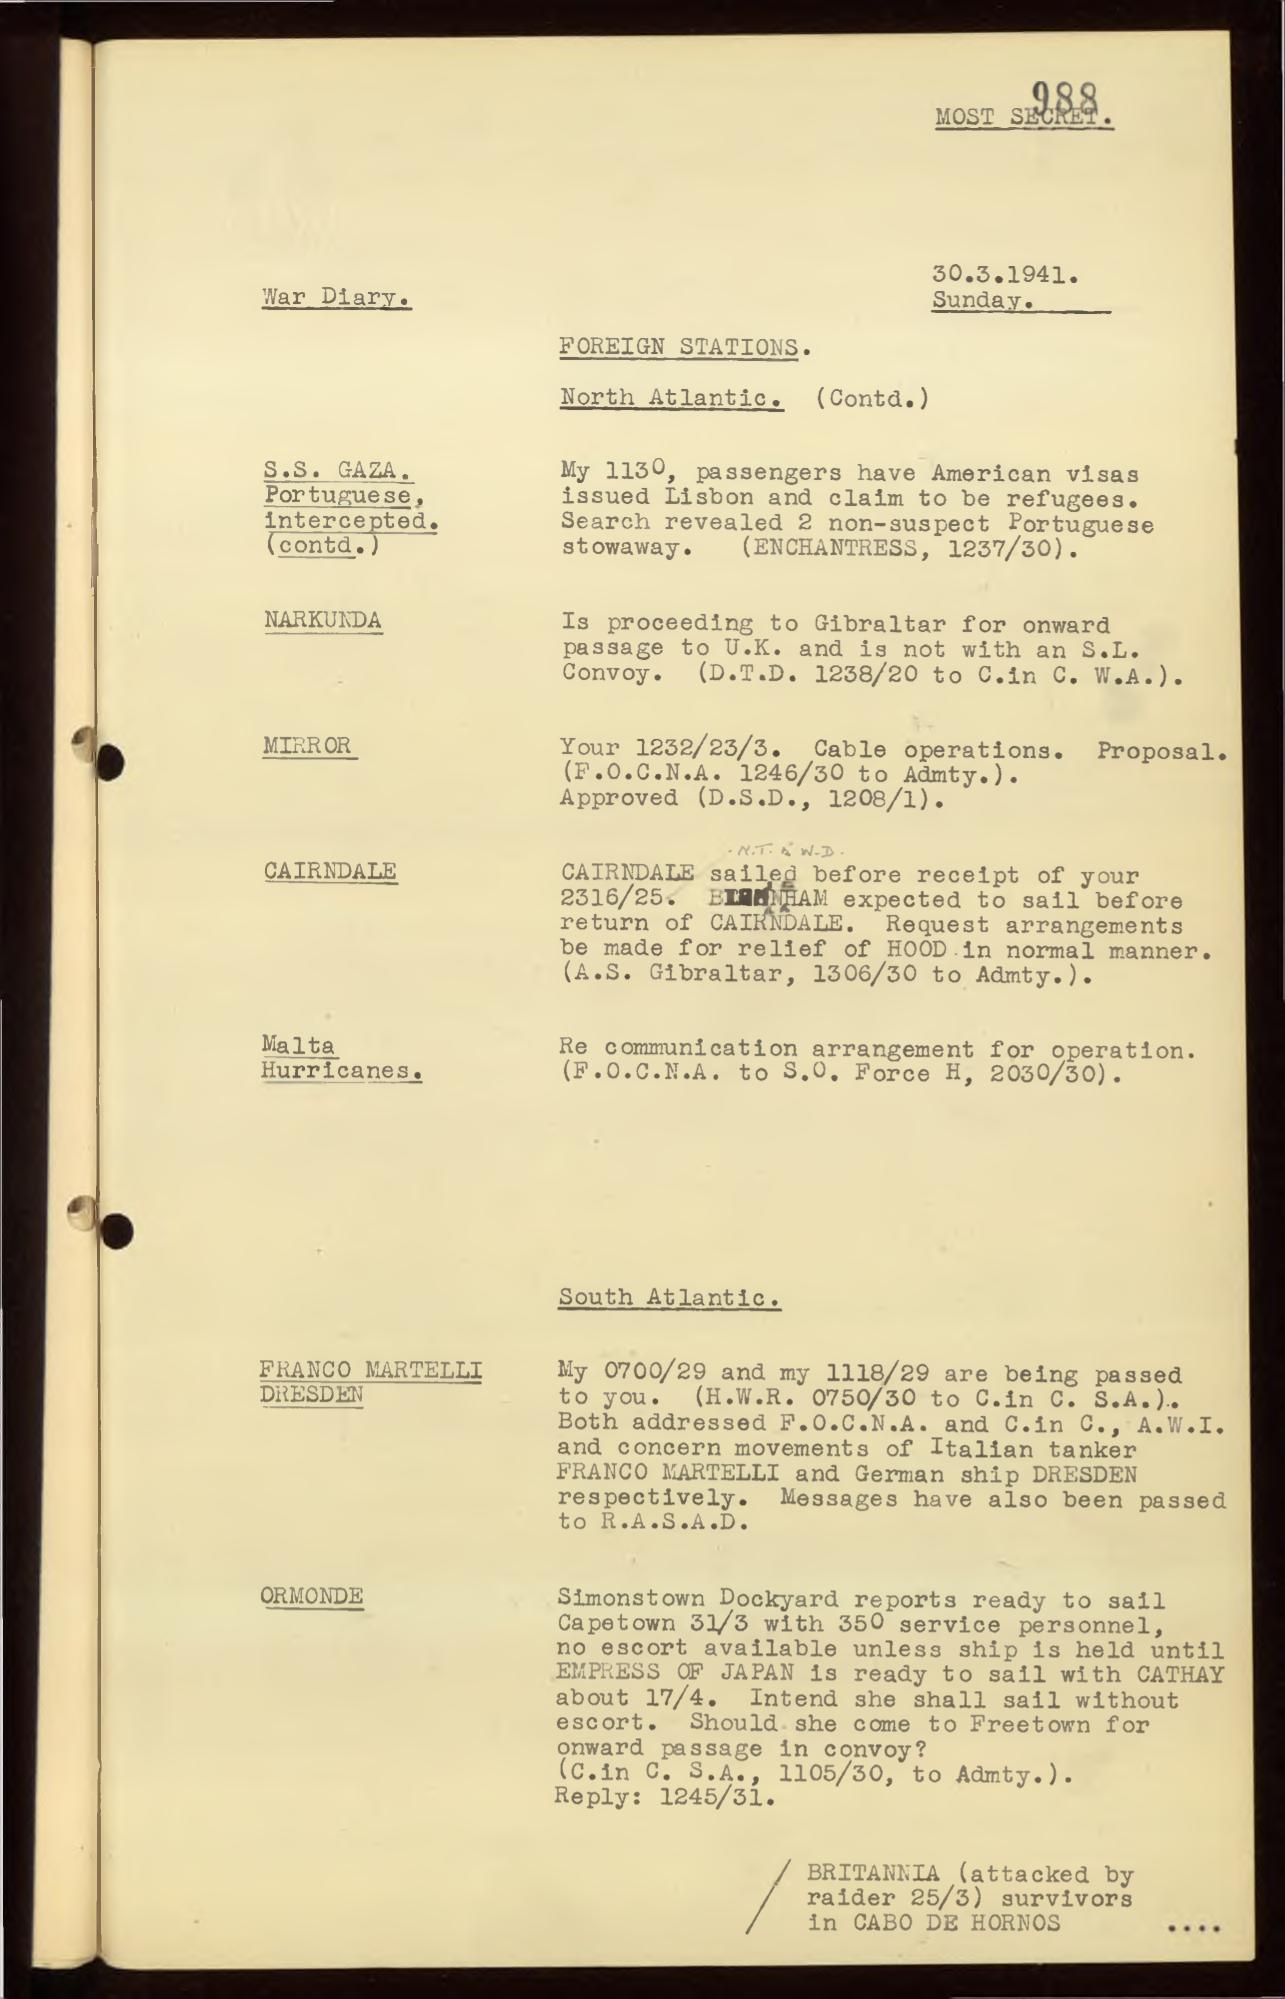 988
MOST SECRET.
30.3.1941.
War Diary.
Sunday.
FOREIGN STATIONS.
North Atlantic. (Contd.)
S.S. GAZA.
Portuguese,
intercepted.
(contd.)
My 1130, passengers have American visas
issued Lisbon and claim to be refugees.
Search revealed 2 non-suspect Portuguese
stowaway. (ENCHANTRESS, 1237/30).
NARKUNDA
Is proceeding to Gibraltar for onward
passage to U.K. and is not with an S.L.
Convoy. (D.T.D. 1238/20 to C.in C. W.A.).
MIRROR
Your 1232/23/3. Cable operations. Proposal.
(F.O.C.N.A. 1246/30 to Admty.).
Approved (D.S.D., 1208/1).
CAIRNDALE
CAIRNDALE sailed before receipt of your
2316/25. expected to sail before
return of CAIRNDALE. Request arrangements
be made for relief of HOOD in normal manner.
(A.S. Gibraltar, 1306/30 to Admty.).
Malta
Hurricanes.
Re communication arrangement for operation.
(F.O.C.N.A. to S.O. Force H, 2030/30).
South Atlantic.
FRANCO MARTELLI
DRESDEN
My 0700/29 and my 1118/29 are being passed
to you. (H.W.R. 0750/30 to C.in C. S.A.).
Both addressed F.O.C.N.A. and C.in C., A.W.I.
and concern movements of Italian tanker
FRANCO MARTELLI and German ship DRESDEN
respectively. Messages have also been passed
to R.A.S.A.D.
ORMONDE
Simonstown Dockyard reports ready to sail
Capetown 31/3 with 350 service personnel,
no escort available unless ship is held until
EMPRESS OF JAPAN is ready to sail with CATHAY
about 17/4. Intend she shall sail without
escort. Should she come to Freetown for
onward passage in convoy?
(C.in C. S.A., 1105/30, to Admty.).
Reply: 1245/31.
/ BRITANNIA (attacked by
raider 25/3) survivors
in CABO DE HORNOS ....